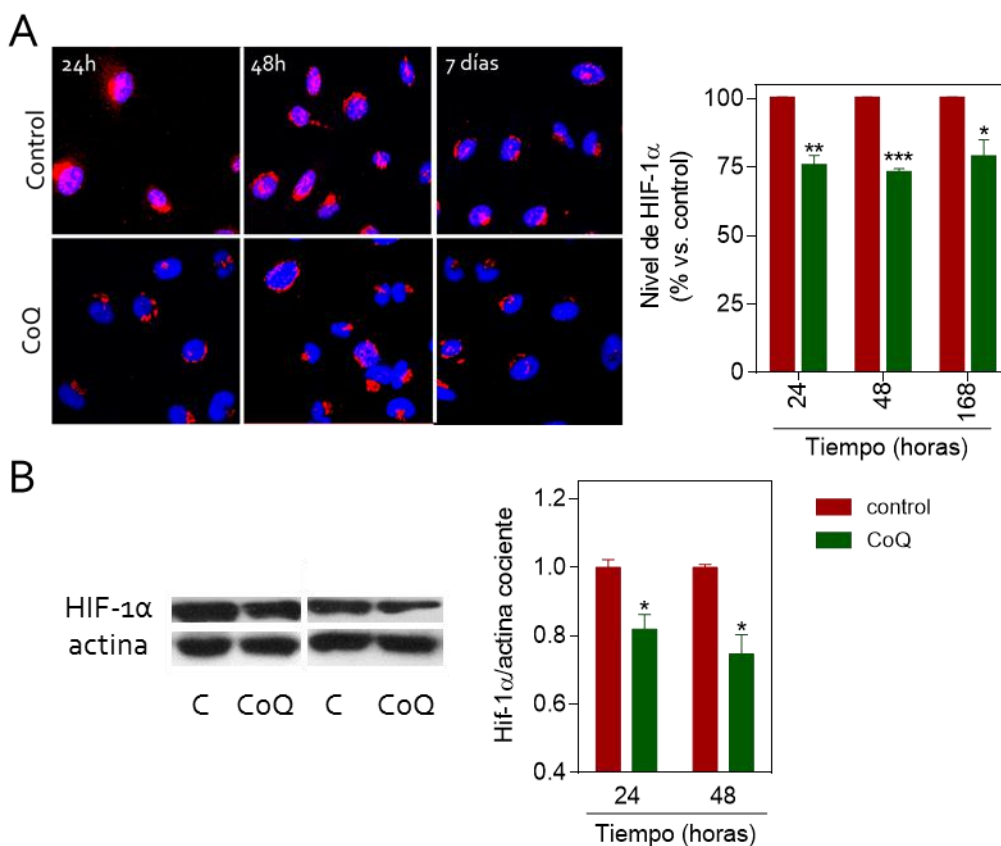 A
24h
48h
7 días
Control
CoQ
Nivel de HIF-1α
(% vs. control)
100
75
50
25
0
**
***
*
24
48
168
Tiempo (horas)
B
HIF-1α
actina
C CoQ C CoQ
Hif-1α/actina cociente
1.2
1.0
0.8
0.6
0.4
*
*
24 48
Tiempo (horas)
control
CoQ